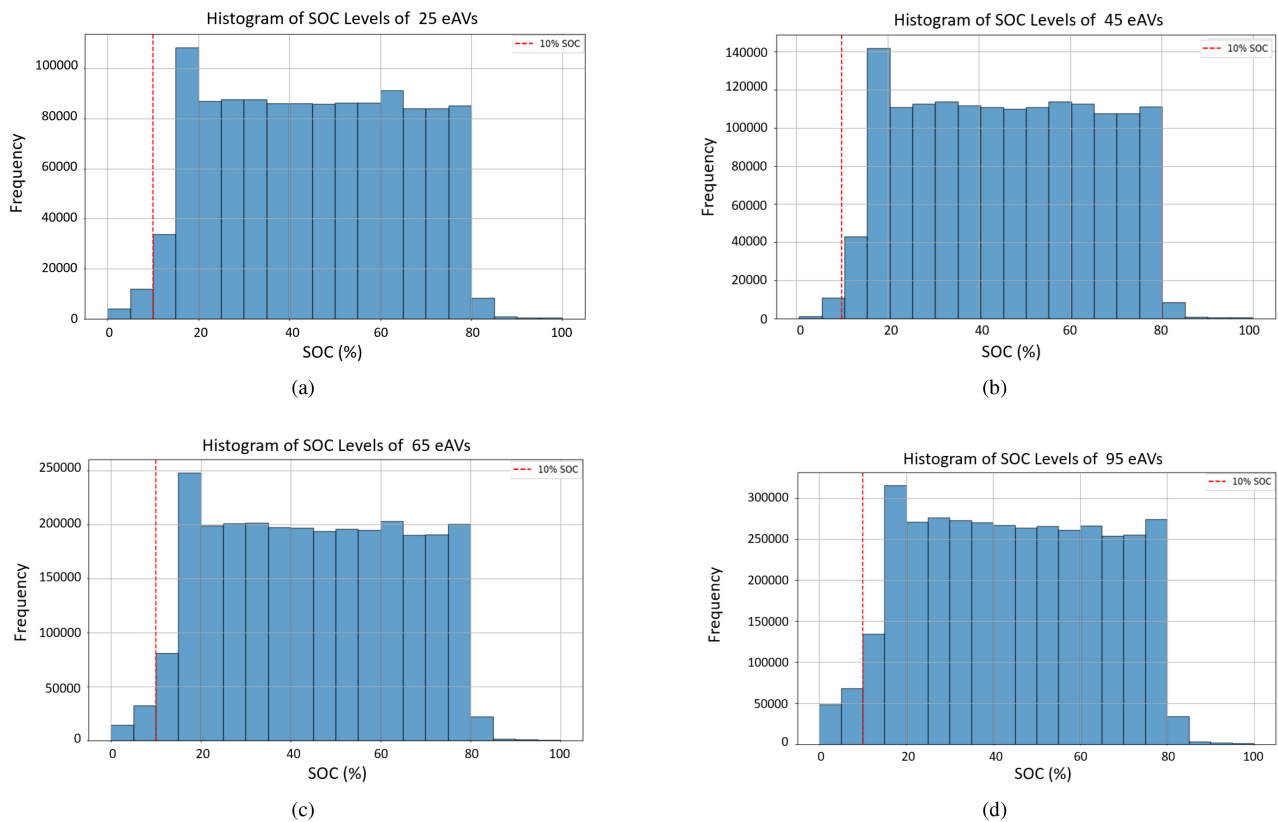 Histogram of SOC Levels of  25 eAVs
10% SOC
100000
80000
60000
40000
20000
0
Frequency
0 20 40 60 80 100
SOC (%)
(a)
Histogram of SOC Levels of  45 eAVs
10% SOC
140000
120000
100000
80000
60000
40000
20000
0
Frequency
0 20 40 60 80 100
SOC (%)
(b)
Histogram of SOC Levels of  65 eAVs
10% SOC
250000
200000
150000
100000
50000
0
Frequency
0 20 40 60 80 100
SOC (%)
(c)
Histogram of SOC Levels of  95 eAVs
10% SOC
300000
250000
200000
150000
100000
50000
0
Frequency
0 20 40 60 80 100
SOC (%)
(d)